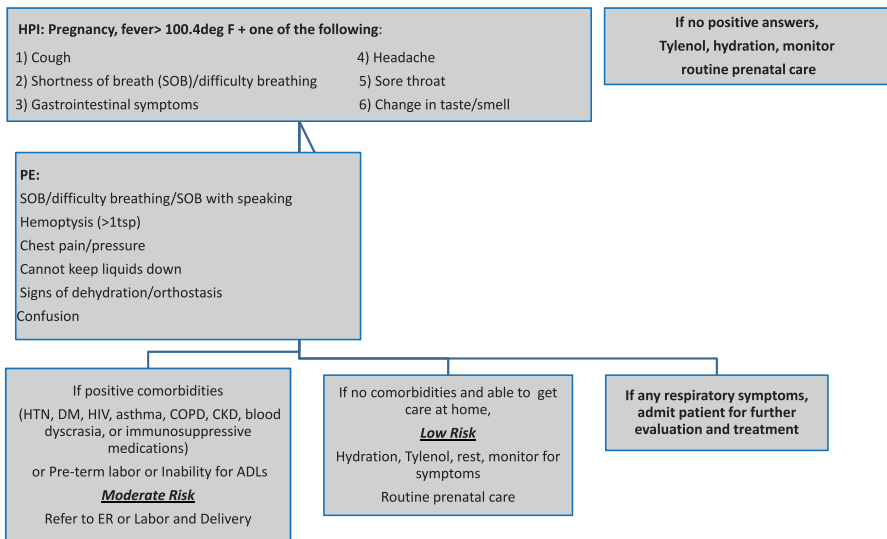 HPI: Pregnancy, fever> 100.4deg F + one of the following:
1) Cough
2) Shortness of breath (SOB)/difficulty breathing
3) Gastrointestinal symptoms
4) Headache
5) Sore throat
6) Change in taste/smell
If no positive answers,
Tylenol, hydration, monitor
routine prenatal care
PE:
SOB/difficulty breathing/SOB with speaking
Hemoptysis (>1tsp)
Chest pain/pressure
Cannot keep liquids down
Signs of dehydration/orthostasis
Confusion
If positive comorbidities
(HTN, DM, HIV, asthma, COPD, CKD, blood
dyscrasia, or immunosuppressive
medications)
or Pre-term labor or Inability for ADLs
Moderate Risk
Refer to ER or Labor and Delivery
If no comorbidities and able to get
care at home,
Low Risk
Hydration, Tylenol, rest, monitor for
symptoms
Routine prenatal care
If any respiratory symptoms,
admit patient for further
evaluation and treatment